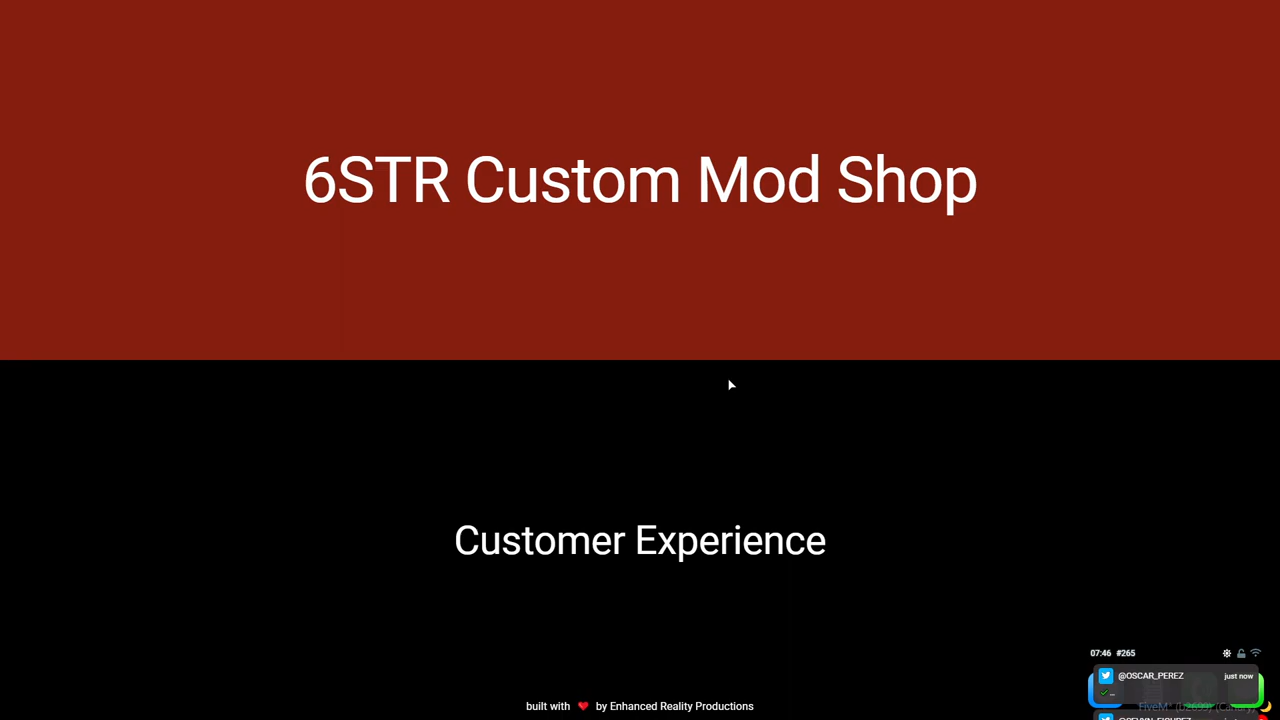 6STR Custom Mod Shop
Customer Experience
07:46 #265
@OSCAR_PEREZ just now
...
built with ❤ by Enhanced Reality Productions